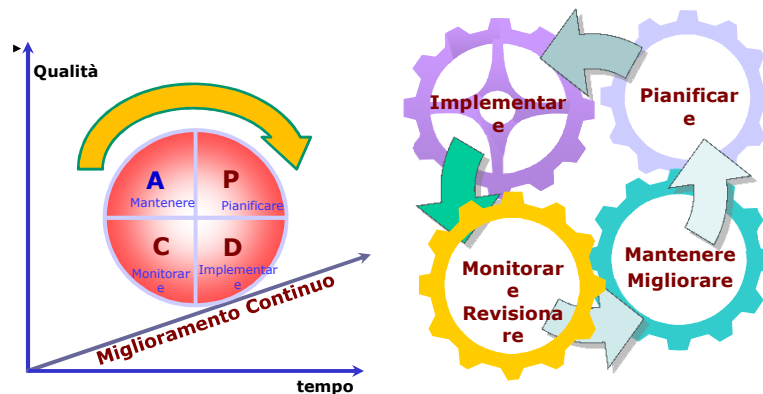 Qualità
A
Mantenere
P
Pianificare
C
Monitorar
e
D
Implementar
e
Miglioramento Continuo
tempo
Implementar
e
Pianificar
e
Monitorar
e
Revisiona
re
Mantenere
Migliorare